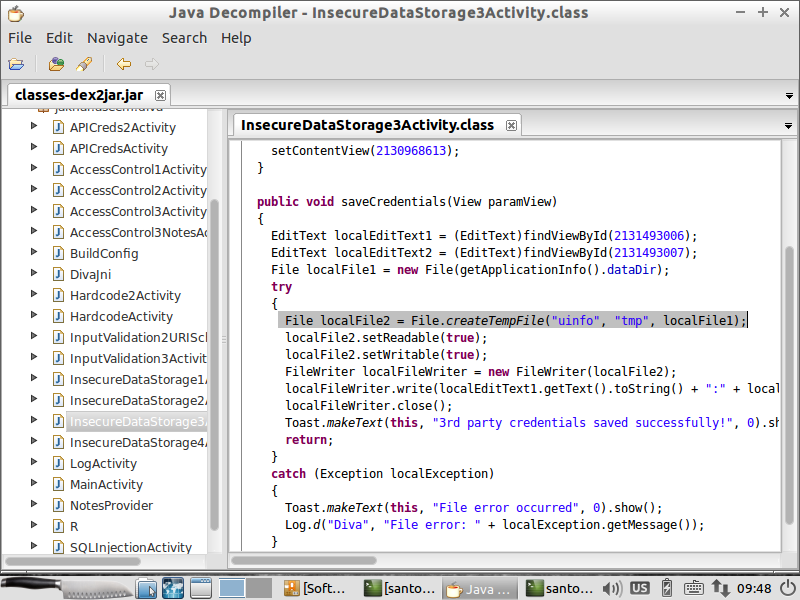 Java Decompiler - InsecureDataStorage3Activity.class
File Edit Navigate Search Help
classes-dex2jar.jar
APICreds2Activity
APICredsActivity
AccessControl1Activity
AccessControl2Activity
AccessControl3Activity
AccessControl3NotesAc
BuildConfig
DivaJni
Hardcode2Activity
HardcodeActivity
InputValidation2URISch
InputValidation3Activit
InsecureDataStorage1A
InsecureDataStorage2A
InsecureDataStorage3A
InsecureDataStorage4A
LogActivity
MainActivity
NotesProvider
R
SQLInjectionActivity
InsecureDataStorage3Activity.class
setContentView(2130968613);
}
public void saveCredentials(View paramView)
{
EditText localEditText1 = (EditText)findViewById(2131493006);
EditText localEditText2 = (EditText)findViewById(2131493007);
File localFile1 = new File(getApplicationInfo().dataDir);
try
{
File localFile2 = File.createTempFile("uinfo", "tmp", localFile1);
localFile2.setReadable(true);
localFile2.setWritable(true);
FileWriter localFileWriter = new FileWriter(localFile2);
localFileWriter.write(localEditText1.getText().toString() + ":" + local
localFileWriter.close();
Toast.makeText(this, "3rd party credentials saved successfully!", 0).sh
return;
}
catch (Exception localException)
{
Toast.makeText(this, "File error occurred", 0).show();
Log.d("Diva", "File error: " + localException.getMessage());
}
[Soft... [santo... Java ... santo... US 09:48